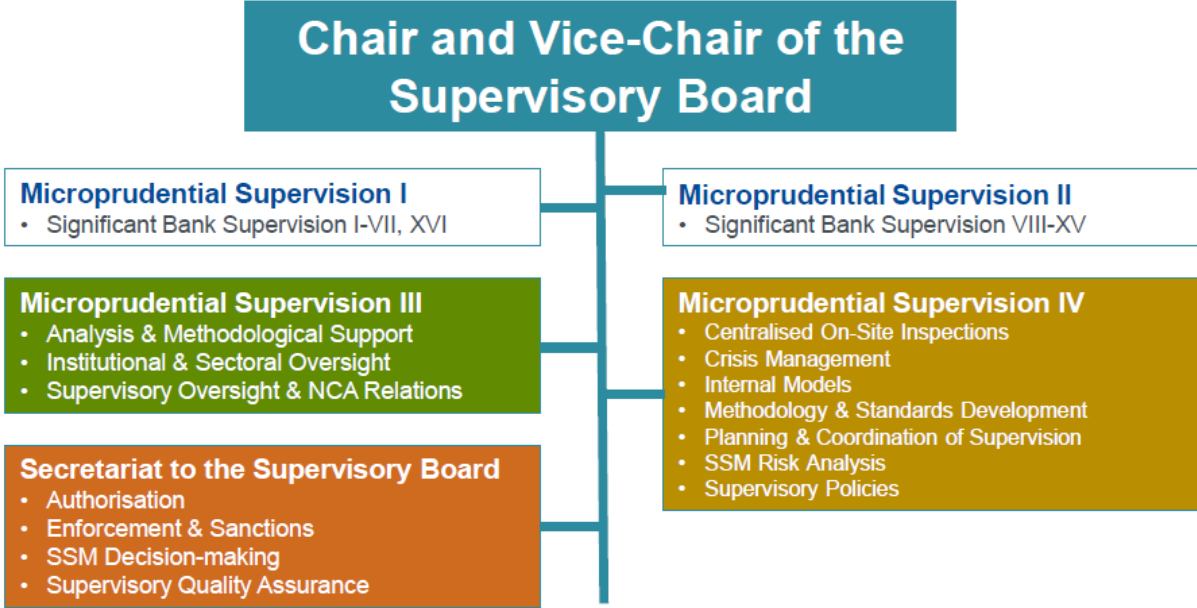 Chair and Vice-Chair of the
Supervisory Board
Microprudential Supervision I
• Significant Bank Supervision I-VII, XVI
Microprudential Supervision II
• Significant Bank Supervision VIII-XV
Microprudential Supervision III
• Analysis & Methodological Support
• Institutional & Sectoral Oversight
• Supervisory Oversight & NCA Relations
Microprudential Supervision IV
• Centralised On-Site Inspections
• Crisis Management
• Internal Models
• Methodology & Standards Development
• Planning & Coordination of Supervision
• SSM Risk Analysis
• Supervisory Policies
Secretariat to the Supervisory Board
• Authorisation
• Enforcement & Sanctions
• SSM Decision-making
• Supervisory Quality Assurance